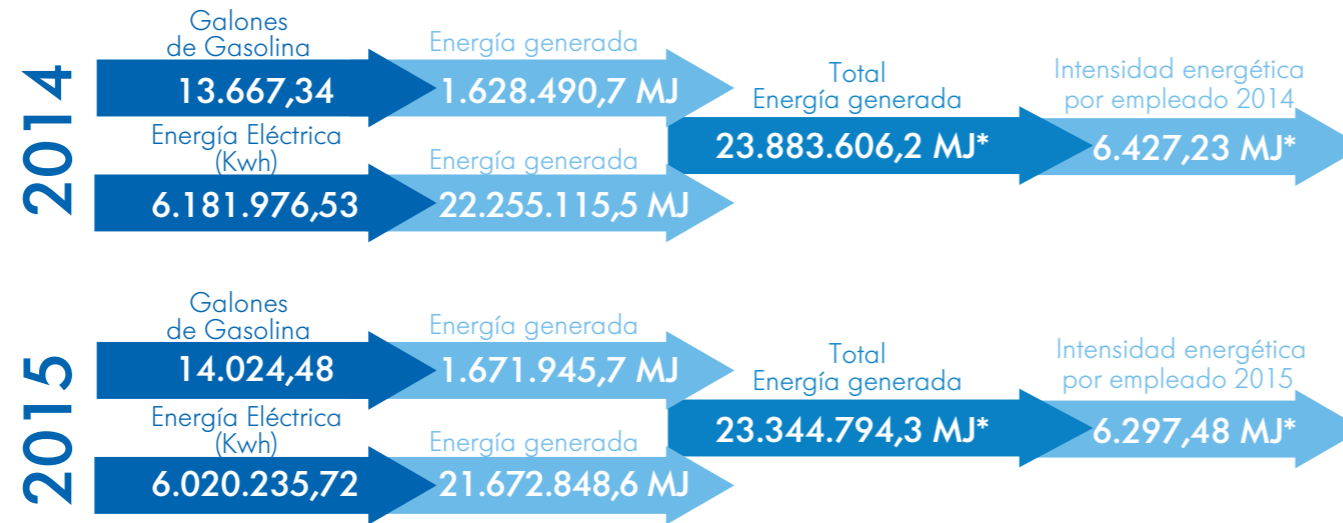 2014
Galones
de Gasolina
13.667,34
Energía generada
1.628.490,7 MJ
Energía Eléctrica
(Kwh)
6.181.976,53
Energía generada
22.255.115,5 MJ
Total
Energía generada
23.883.606,2 MJ*
Intensidad energética
por empleado 2014
6.427,23 MJ*
2015
Galones
de Gasolina
14.024,48
Energía generada
1.671.945,7 MJ
Energía Eléctrica
(Kwh)
6.020.235,72
Energía generada
21.672.848,6 MJ
Total
Energía generada
23.344.794,3 MJ*
Intensidad energética
por empleado 2015
6.297,48 MJ*